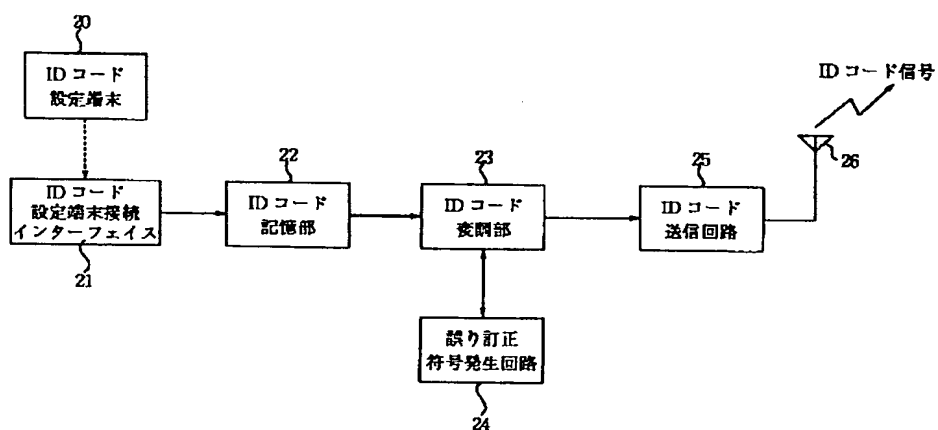 20
IDコード
設定端末
IDコード
設定端末接続
インターフェイス
21
22
IDコード
記憶部
23
IDコード
変調部
誤り訂正
符号発生回路
24
25
IDコード
送信回路
26
IDコード信号